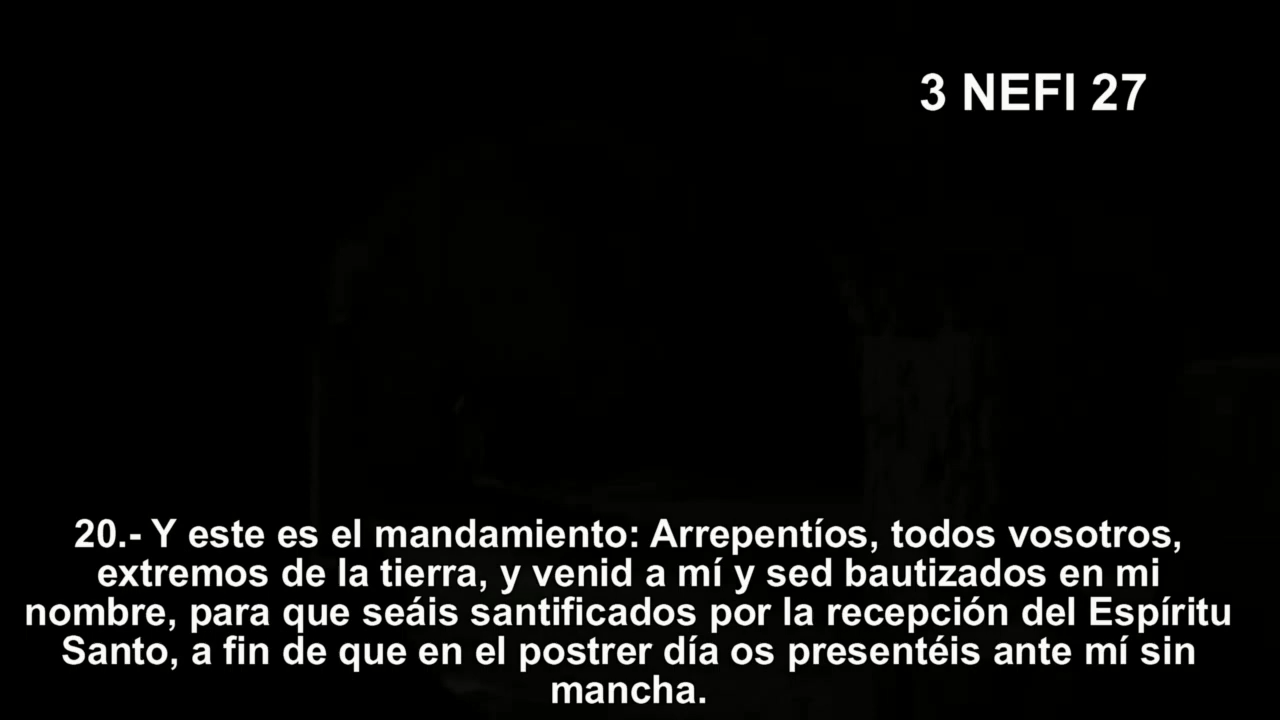 3 NEFI 27
20.- Y este es el mandamiento: Arrepentíos, todos vosotros,
extremos de la tierra, y venid a mí y sed bautizados en mi
nombre, para que seáis santificados por la recepción del Espíritu
Santo, a fin de que en el postrer día os presentéis ante mí sin
mancha.